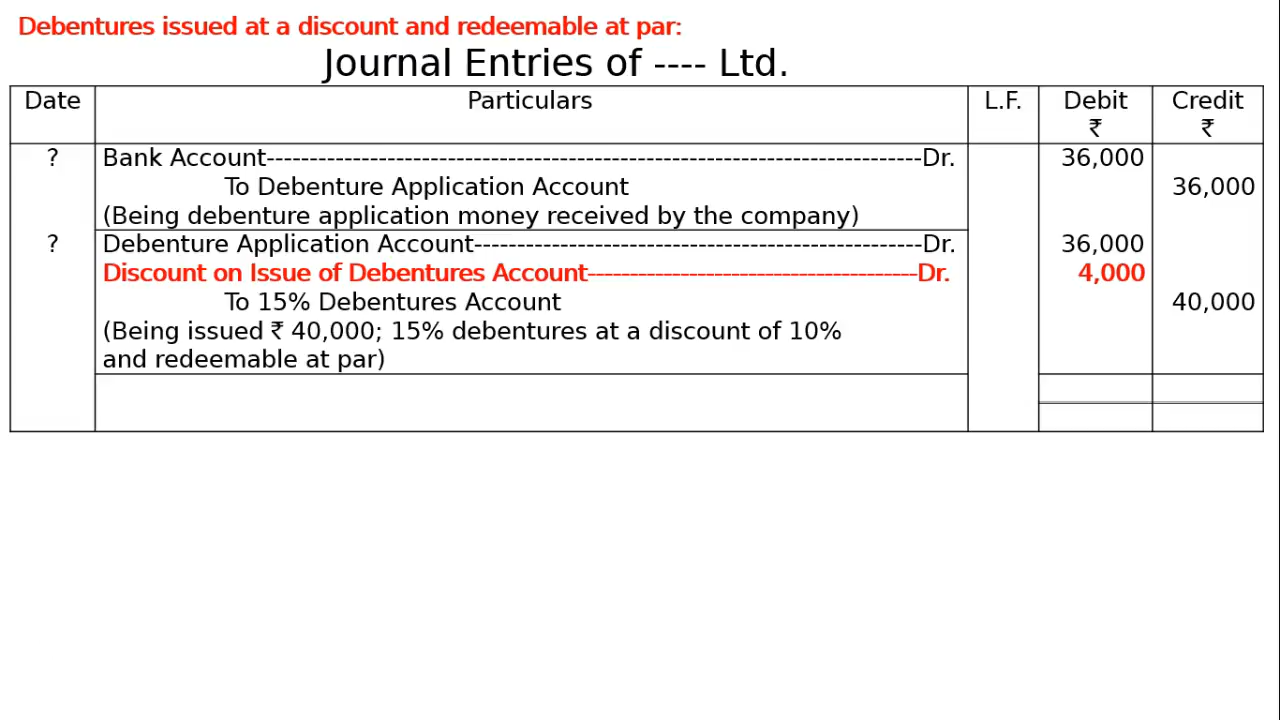 Debentures issued at a discount and redeemable at par:
Journal Entries of ---- Ltd.
Date Particulars L.F. Debit Credit
₹ ₹
? Bank Account-----------------------------------------------------------------------------Dr. 36,000
To Debenture Application Account 36,000
(Being debenture application money received by the company)
? Debenture Application Account-----------------------------------------------------Dr. 36,000
Discount on Issue of Debentures Account---------------------------------------Dr. 4,000
To 15% Debentures Account 40,000
(Being issued ₹ 40,000; 15% debentures at a discount of 10%
and redeemable at par)